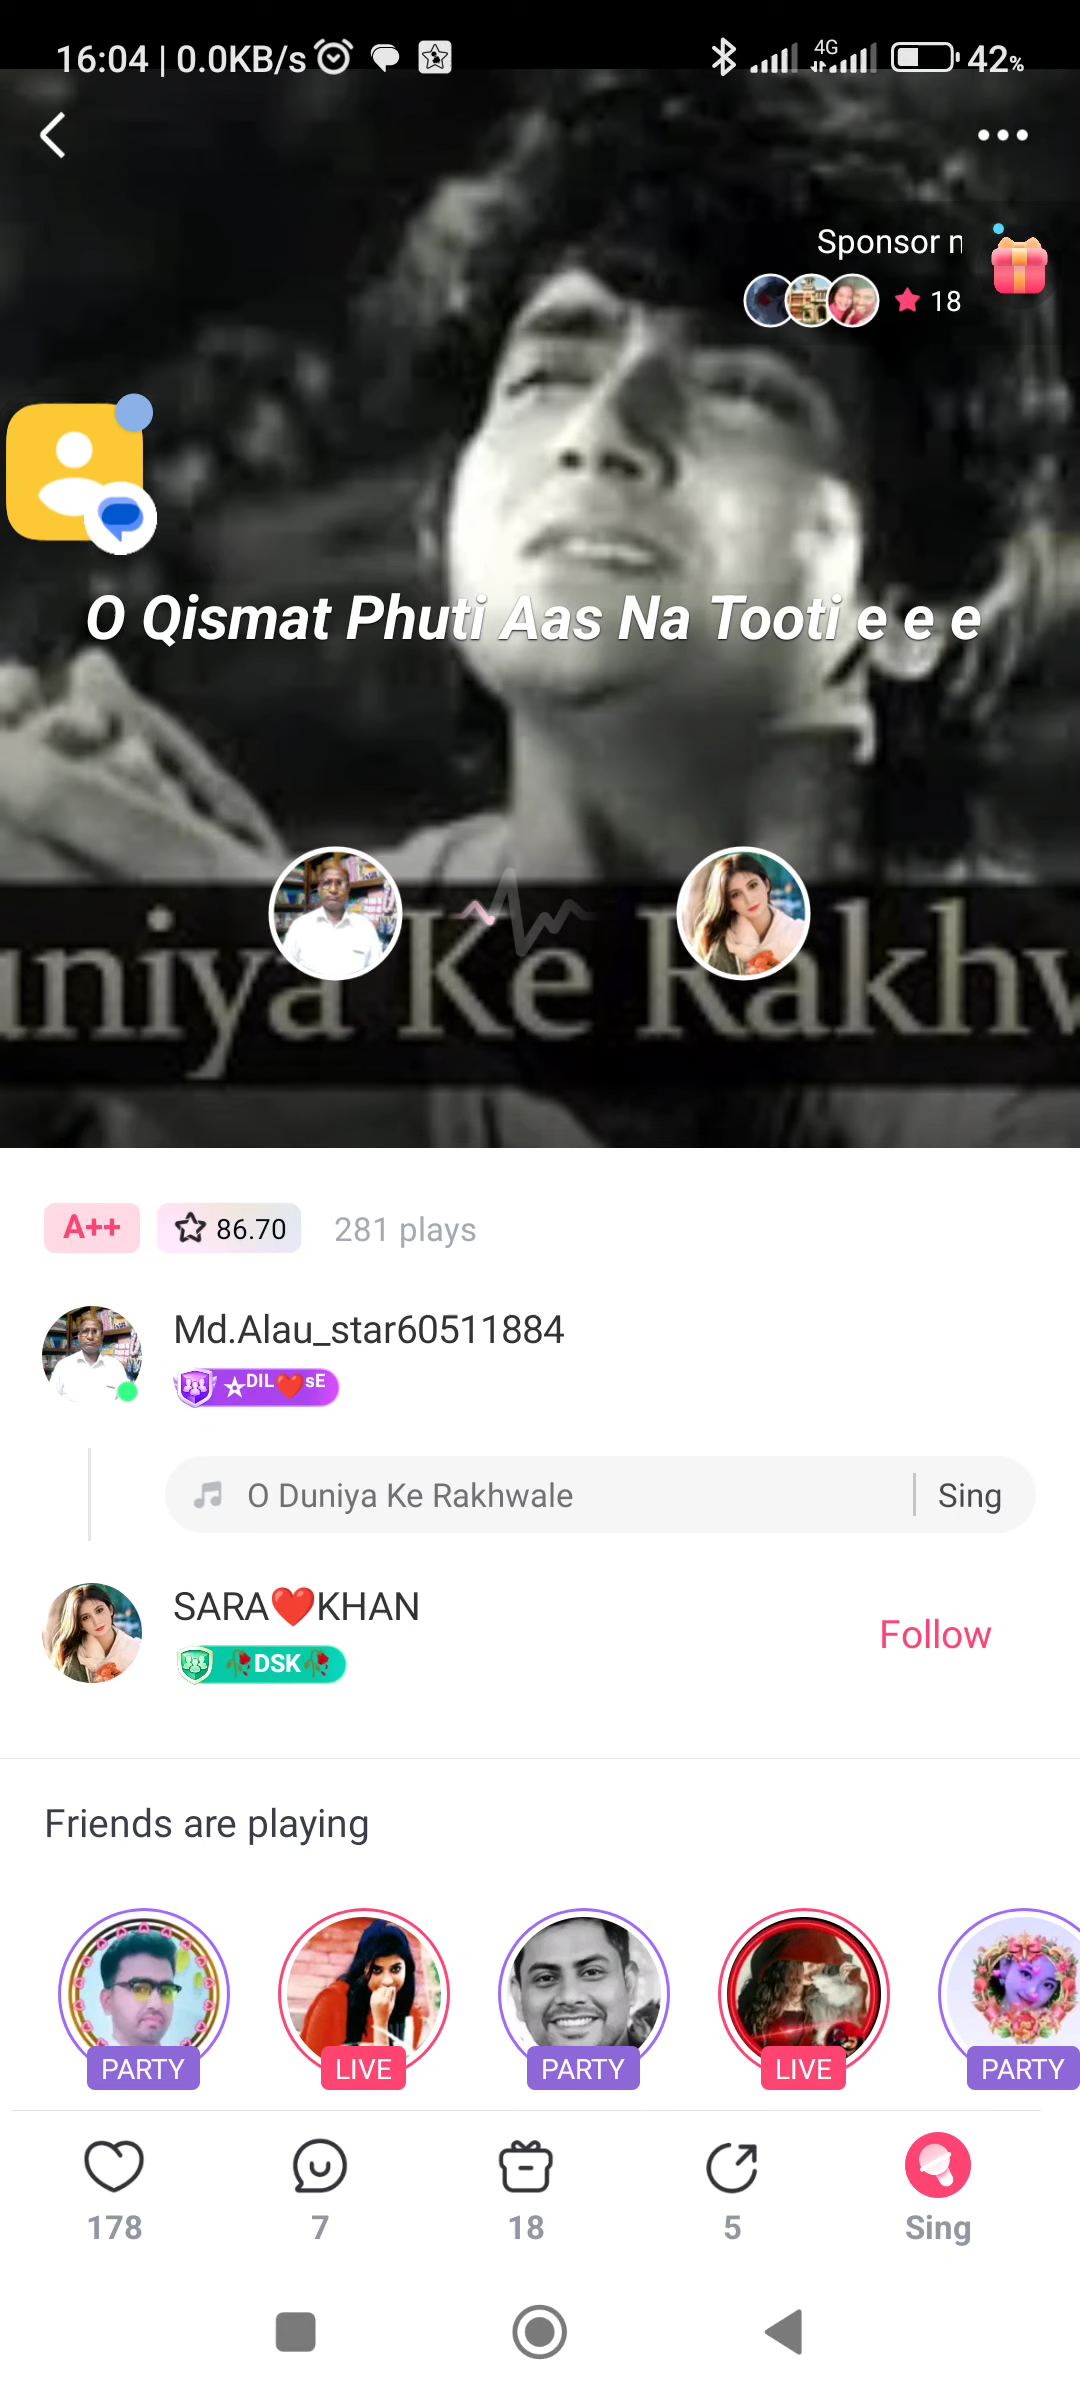 16:04 | 0.0KB/s
4G
42%
Sponsor
18
O Qismat Phuti Aas Na Tooti e e e
uniya Ke Rakhw
A++
86.70
281 plays
Md.Alau_star60511884
☆DIL❤️sE
O Duniya Ke Rakhwale
Sing
SARA❤️KHAN
🥀DSK🥀
Follow
Friends are playing
PARTY
LIVE
PARTY
LIVE
PARTY
178
7
18
5
Sing